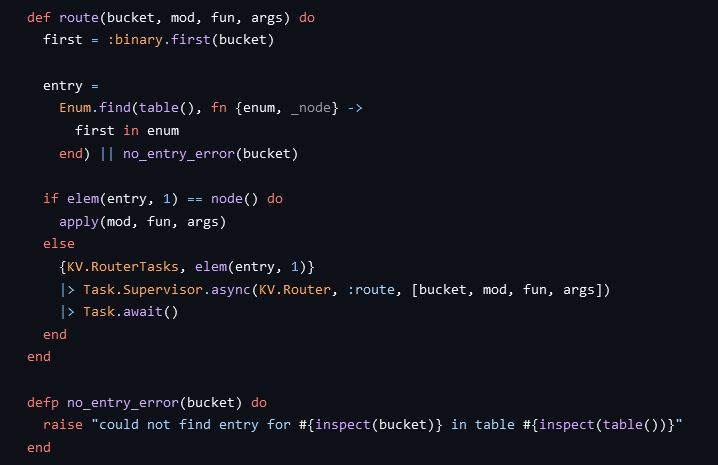 def route(bucket, mod, fun, args) do
  first = :binary.first(bucket)

  entry =
    Enum.find(table(), fn {enum, _node} ->
      first in enum
    end) || no_entry_error(bucket)

  if elem(entry, 1) == node() do
    apply(mod, fun, args)
  else
    {KV.RouterTasks, elem(entry, 1)}
    |> Task.Supervisor.async(KV.Router, :route, [bucket, mod, fun, args])
    |> Task.await()
  end
end

defp no_entry_error(bucket) do
  raise "could not find entry for #{inspect(bucket)} in table #{inspect(table())}"
end